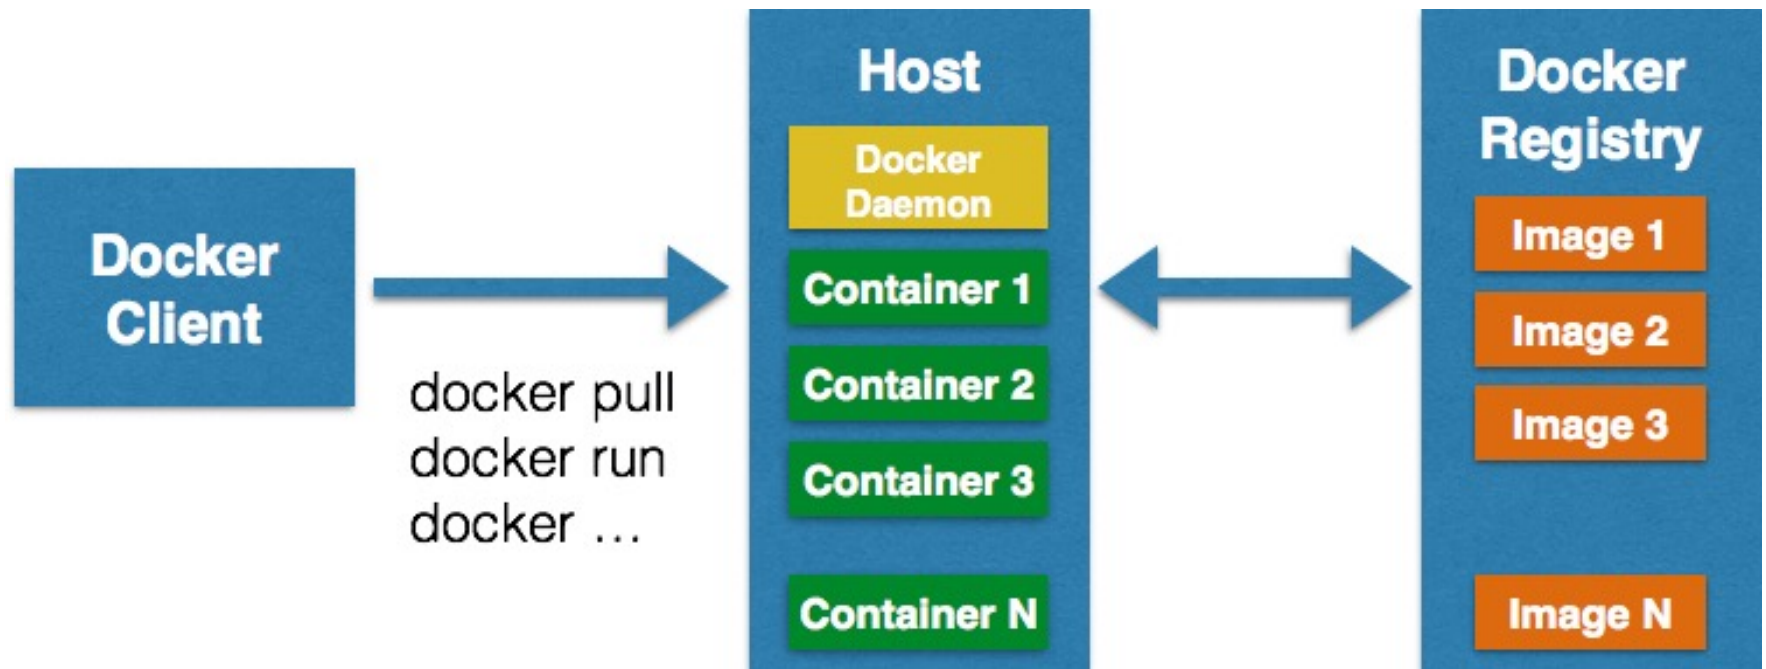 Docker
Client
docker pull
docker run
docker ...
Host
Docker
Daemon
Container 1
Container 2
Container 3
Container N
Docker
Registry
Image 1
Image 2
Image 3
Image N